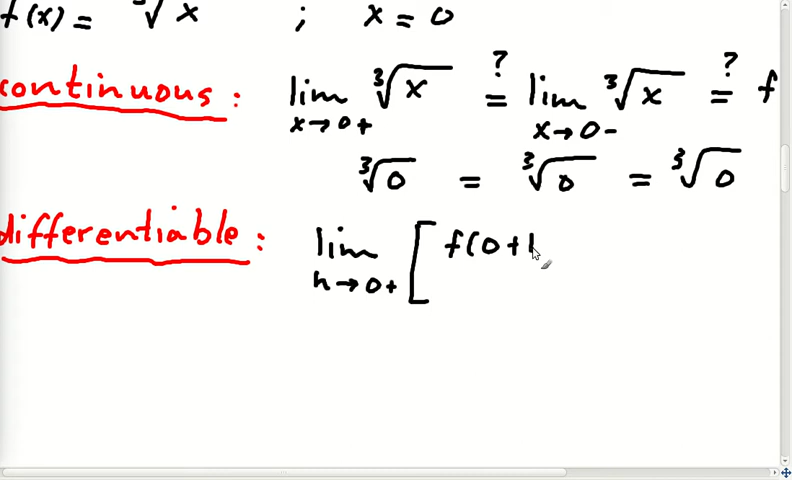 f(x) = ∛x ; x = 0
continuous : lim x→0+ ∛x ?= lim x→0- ∛x ?= f
∛0 = ∛0 = ∛0
differentiable : lim h→0+ [ f(0+